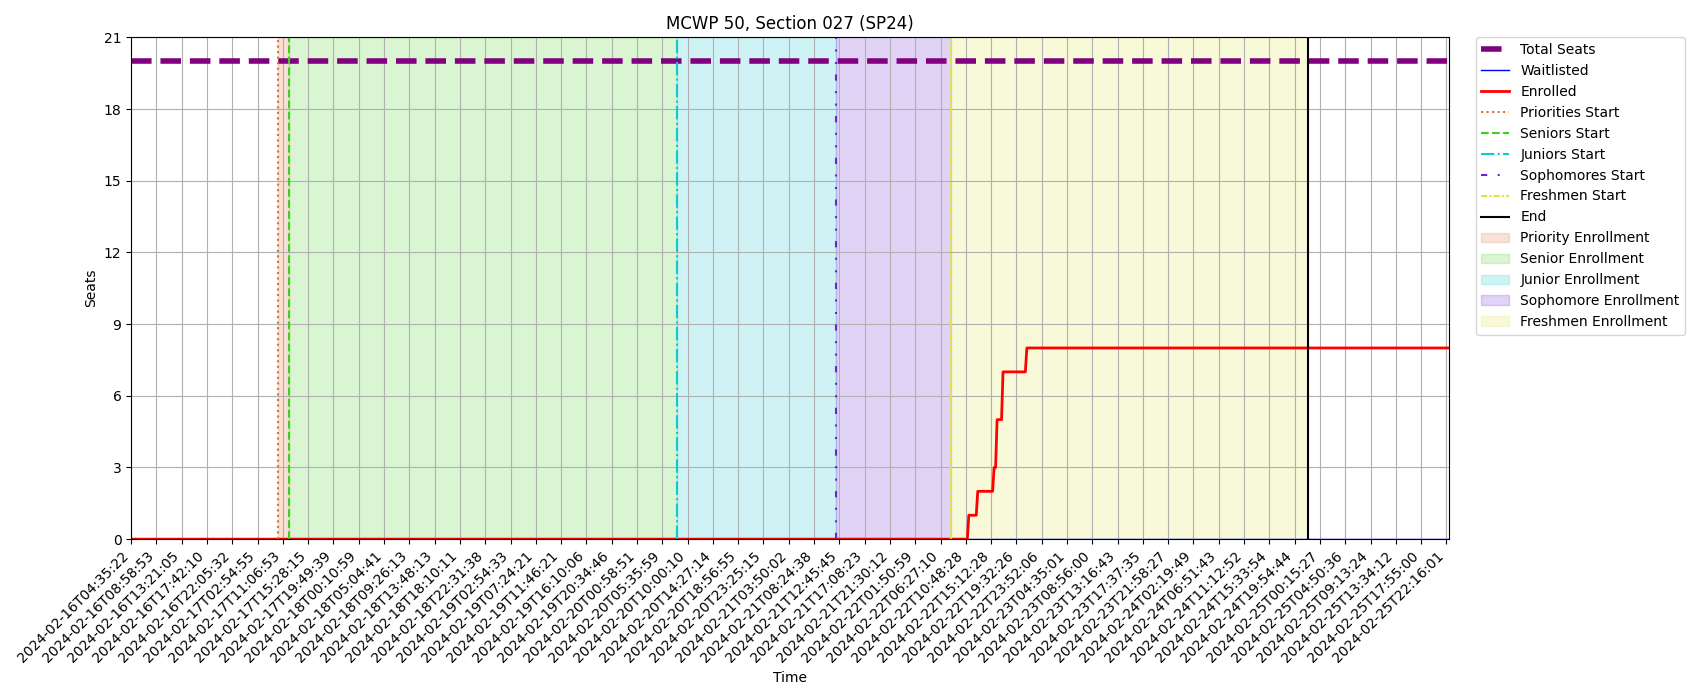 MCWP 50, Section 027 (SP24)
21
18
15
12
9
6
3
0
Seats
2024-02-16T04:35:22
2024-02-16T08:58:53
2024-02-16T13:21:05
2024-02-16T17:42:10
2024-02-16T22:05:32
2024-02-17T02:54:55
2024-02-17T11:06:53
2024-02-17T15:28:15
2024-02-17T19:49:39
2024-02-18T00:10:59
2024-02-18T05:04:41
2024-02-18T09:26:13
2024-02-18T13:48:13
2024-02-18T18:10:11
2024-02-18T22:31:38
2024-02-19T02:54:33
2024-02-19T07:24:21
2024-02-19T11:46:21
2024-02-19T16:10:06
2024-02-19T20:34:46
2024-02-20T00:58:51
2024-02-20T05:35:59
2024-02-20T10:00:10
2024-02-20T14:27:14
2024-02-20T18:56:55
2024-02-20T23:25:15
2024-02-21T03:50:02
2024-02-21T08:24:38
2024-02-21T12:45:45
2024-02-21T17:08:23
2024-02-21T21:30:12
2024-02-22T01:50:59
2024-02-22T06:27:10
2024-02-22T10:48:28
2024-02-22T15:12:28
2024-02-22T19:32:26
2024-02-22T23:52:06
2024-02-23T04:35:01
2024-02-23T08:56:00
2024-02-23T13:16:43
2024-02-23T17:37:35
2024-02-23T21:58:27
2024-02-24T02:19:49
2024-02-24T06:51:43
2024-02-24T11:12:52
2024-02-24T15:33:54
2024-02-24T19:54:44
2024-02-25T00:15:27
2024-02-25T04:50:36
2024-02-25T09:13:24
2024-02-25T13:34:12
2024-02-25T17:55:00
2024-02-25T22:16:01
Time
Total Seats
Waitlisted
Enrolled
Priorities Start
Seniors Start
Juniors Start
Sophomores Start
Freshmen Start
End
Priority Enrollment
Senior Enrollment
Junior Enrollment
Sophomore Enrollment
Freshmen Enrollment